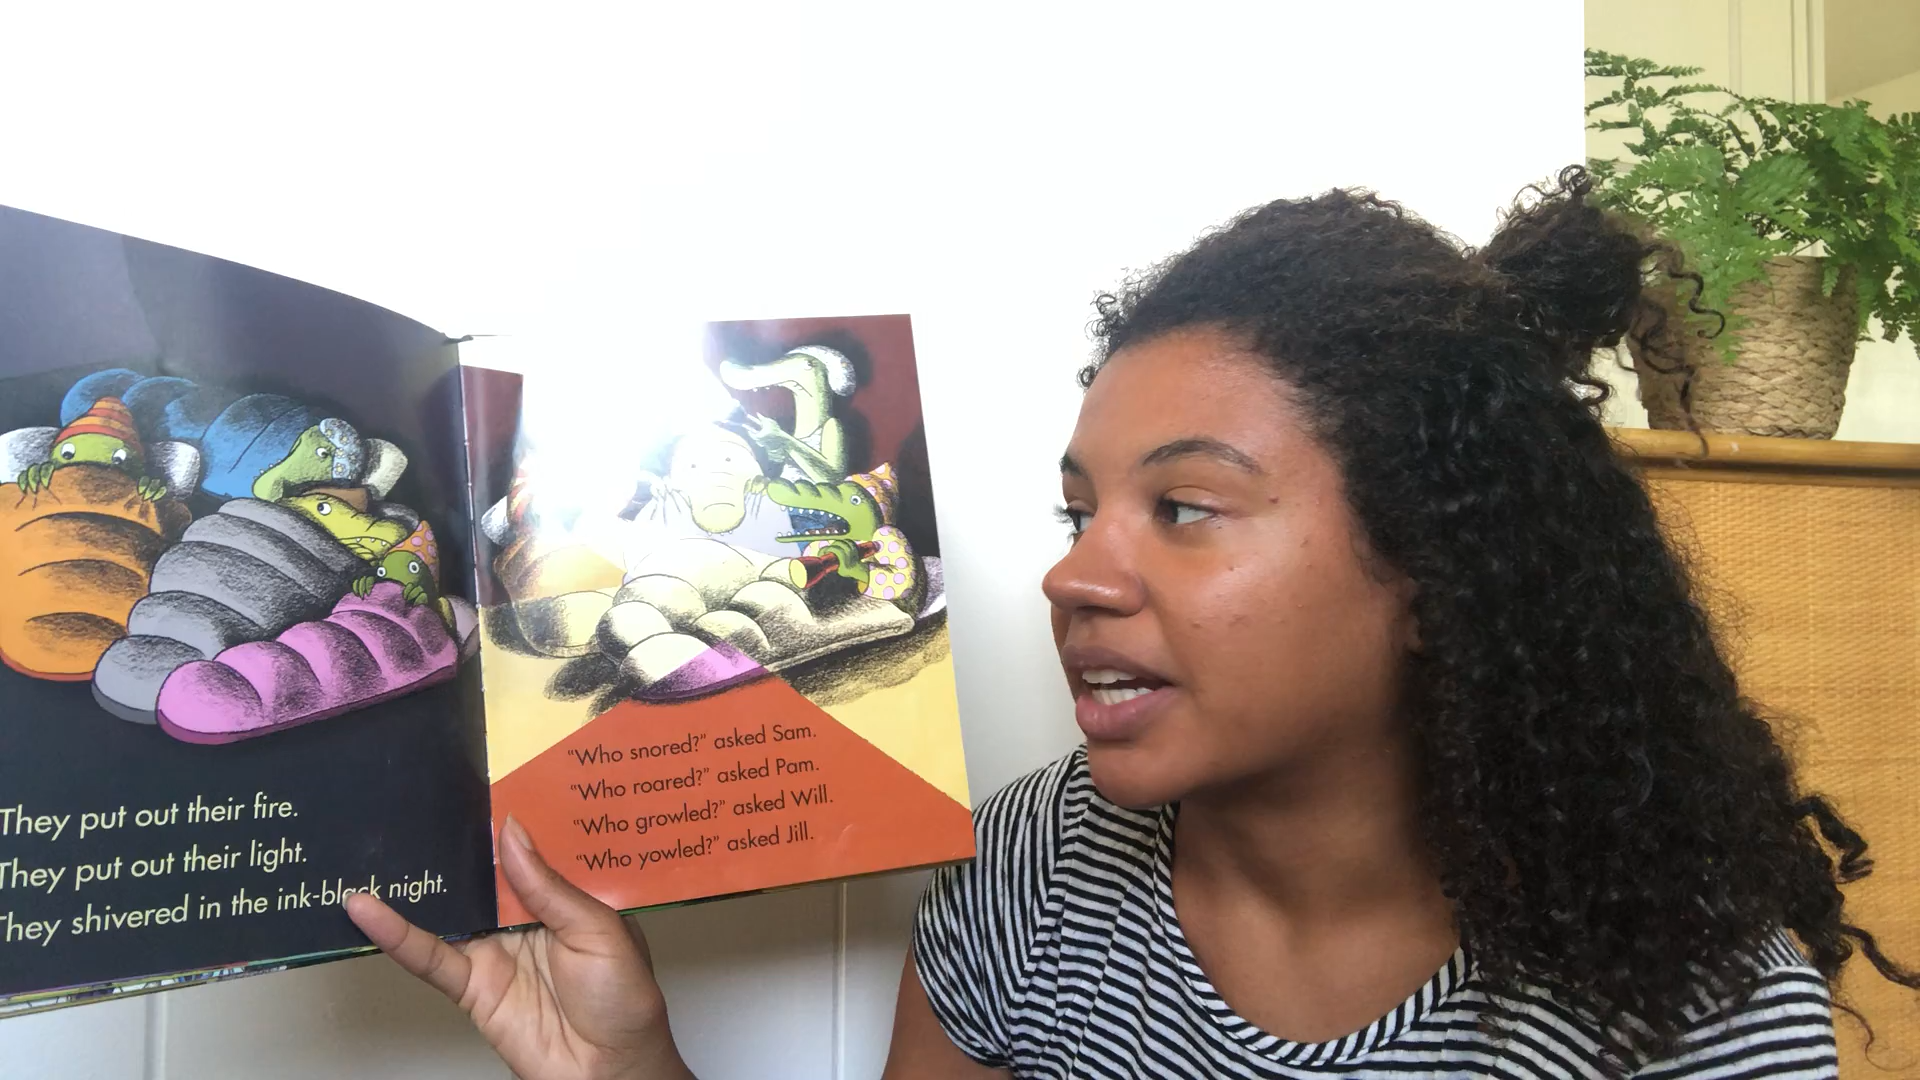 They put out their fire.
They put out their light.
They shivered in the ink-black night.
"Who snored?" asked Sam.
"Who roared?" asked Pam.
"Who growled?" asked Will.
"Who yowled?" asked Jill.